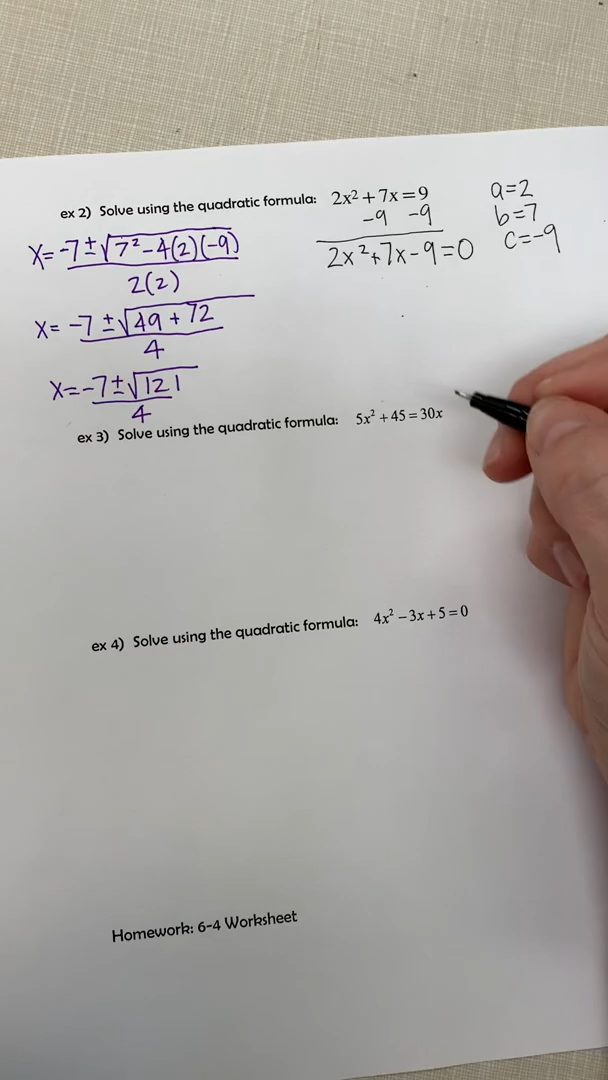 ex 2) Solve using the quadratic formula: 2x² + 7x = 9
-9 -9
2x² + 7x - 9 = 0
a = 2
b = 7
c = -9
x = -7 ± √7² - 4(2)(-9)
2(2)
x = -7 ± √49 + 72
4
x = -7 ± √121
4
ex 3) Solve using the quadratic formula: 5x² + 45 = 30x
ex 4) Solve using the quadratic formula: 4x² - 3x + 5 = 0
Homework: 6-4 Worksheet